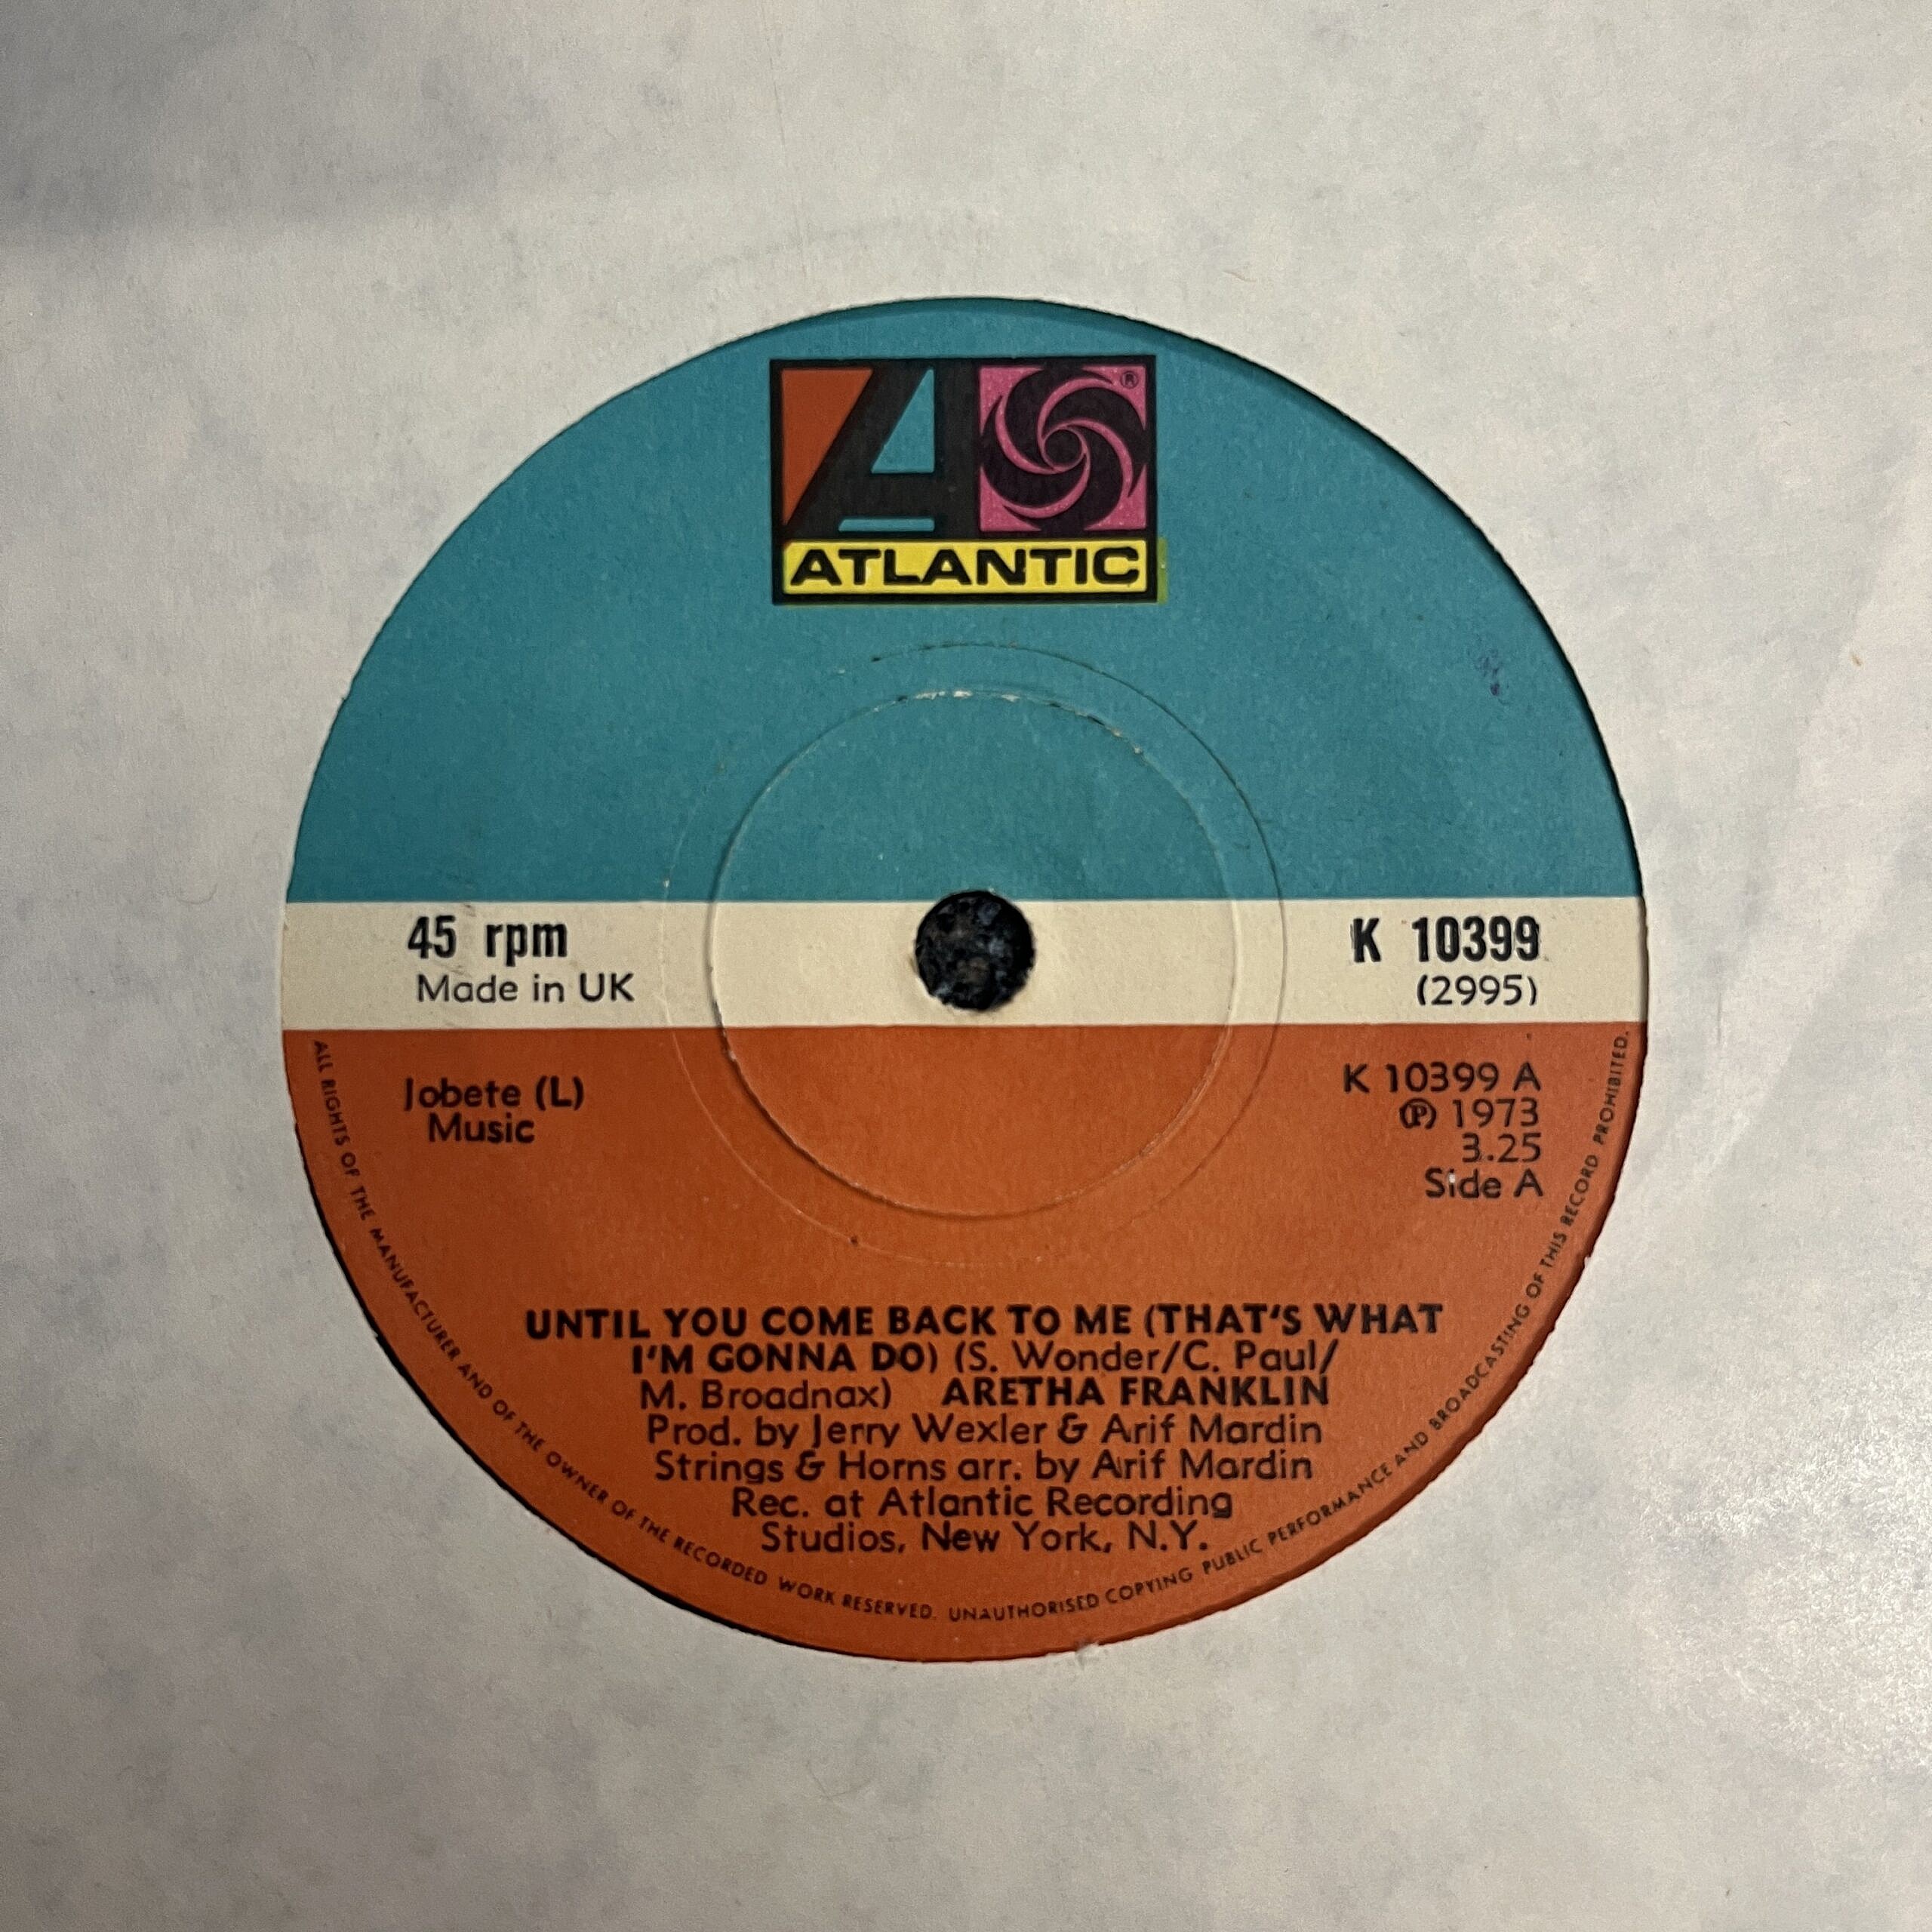 ®
ATLANTIC
45 rpm
Made in UK
K 10399
(2995)
Jobete (L)
Music
K 10399 A
Ⓟ 1973
3.25
Side A
UNTIL YOU COME BACK TO ME (THAT'S WHAT
I'M GONNA DO) (S. Wonder/C. Paul/
M. Broadnax) ARETHA FRANKLIN
Prod. by Jerry Wexler & Arif Mardin
Strings & Horns arr. by Arif Mardin
Rec. at Atlantic Recording
Studios, New York, N.Y.
ALL RIGHTS OF THE MANUFACTURER AND OF THE OWNER OF THE RECORDED WORK RESERVED. UNAUTHORISED COPYING PUBLIC PERFORMANCE AND BROADCASTING OF THIS RECORD PROHIBITED.